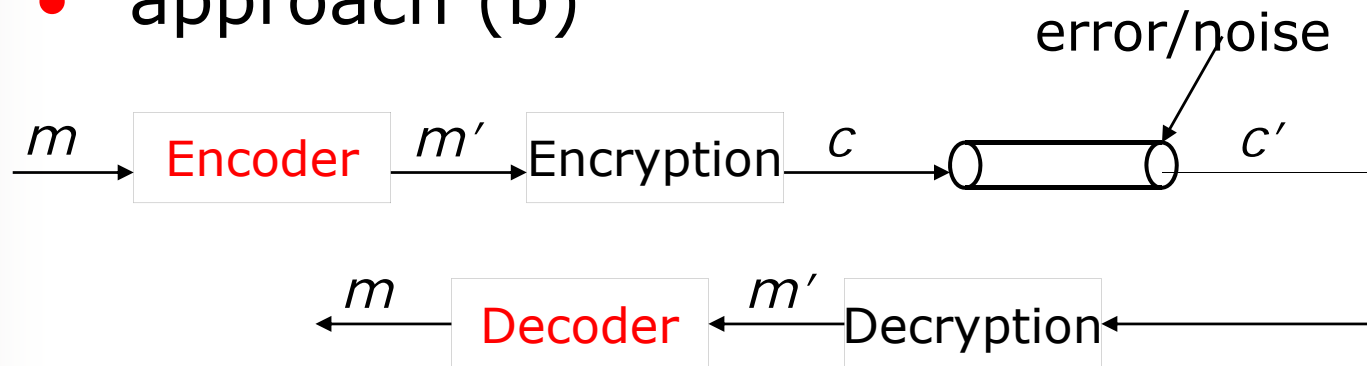 • approach (b)
error/noise
m Encoder m′ Encryption c c′
m Decoder m′ Decryption